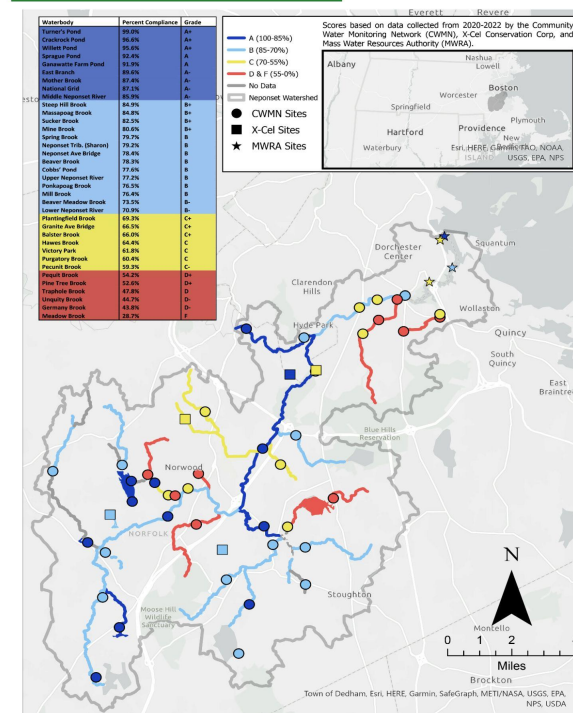 Everett
Revere
Waterbody Percent Compliance Grade
Turner's Pond 99.0% A+
Crackrock Pond 96.6% A+
Willett Pond 95.6% A+
Sprague Pond 92.4% A
Ganawatte Farm Pond 91.9% A
East Branch 89.6% A-
Mother Brook 87.4% A-
National Grid 87.1% A-
Middle Neponset River 85.9% A-
Steep Hill Brook 84.9% B+
Massapoag Brook 84.8% B+
Sucker Brook 82.5% B+
Mine Brook 80.6% B+
Spring Brook 79.7% B
Neponset Trib. (Sharon) 79.2% B
Neponset Ave Bridge 78.4% B
Beaver Brook 78.3% B
Cobbs' Pond 77.6% B
Upper Neponset River 77.2% B
Ponkapoag Brook 76.5% B
Mill Brook 76.4% B
Beaver Meadow Brook 73.5% B-
Lower Neponset River 70.9% B-
Plantingfield Brook 69.3% C+
Granite Ave Bridge 66.5% C+
Balster Brook 66.0% C+
Hawes Brook 64.4% C
Victory Park 61.8% C
Purgatory Brook 60.4% C
Pecunit Brook 59.3% C-
Pequit Brook 54.2% D+
Pine Tree Brook 52.6% D+
Traphole Brook 47.8% D
Unquity Brook 44.7% D-
Germany Brook 43.8% D-
Meadow Brook 28.7% F
A (100-85%)
B (85-70%)
C (70-55%)
D & F (55-0%)
No Data
Neponset Watershed
CWMN Sites
X-Cel Sites
MWRA Sites
Scores based on data collected from 2020-2022 by the Community
Water Monitoring Network (CWMN), X-Cel Conservation Corp, and
Mass Water Resources Authority (MWRA).
Albany
Nashua
Lowell
Worcester
Boston
Springfield
Plymouth
Hartford
Providence
New
Waterbury
Esri, HERE, Garmin, FAO, NOAA,
ISLAND
USGS, EPA, NPS
Dorchester
Center
Squantum
Clarendon
Hills
Hyde Park
Wollaston
Quincy
South
Quincy
East
Braintre
Blue Hills
Reservation
Norwood
NORFOLK
Stoughton
Moose Hill
Wildlife
Sanctuary
N
Montello
0 1 2
Miles
Brockton
Town of Dedham, Esri, HERE, Garmin, SafeGraph, METI/NASA, USGS, EPA,
NPS, USDA